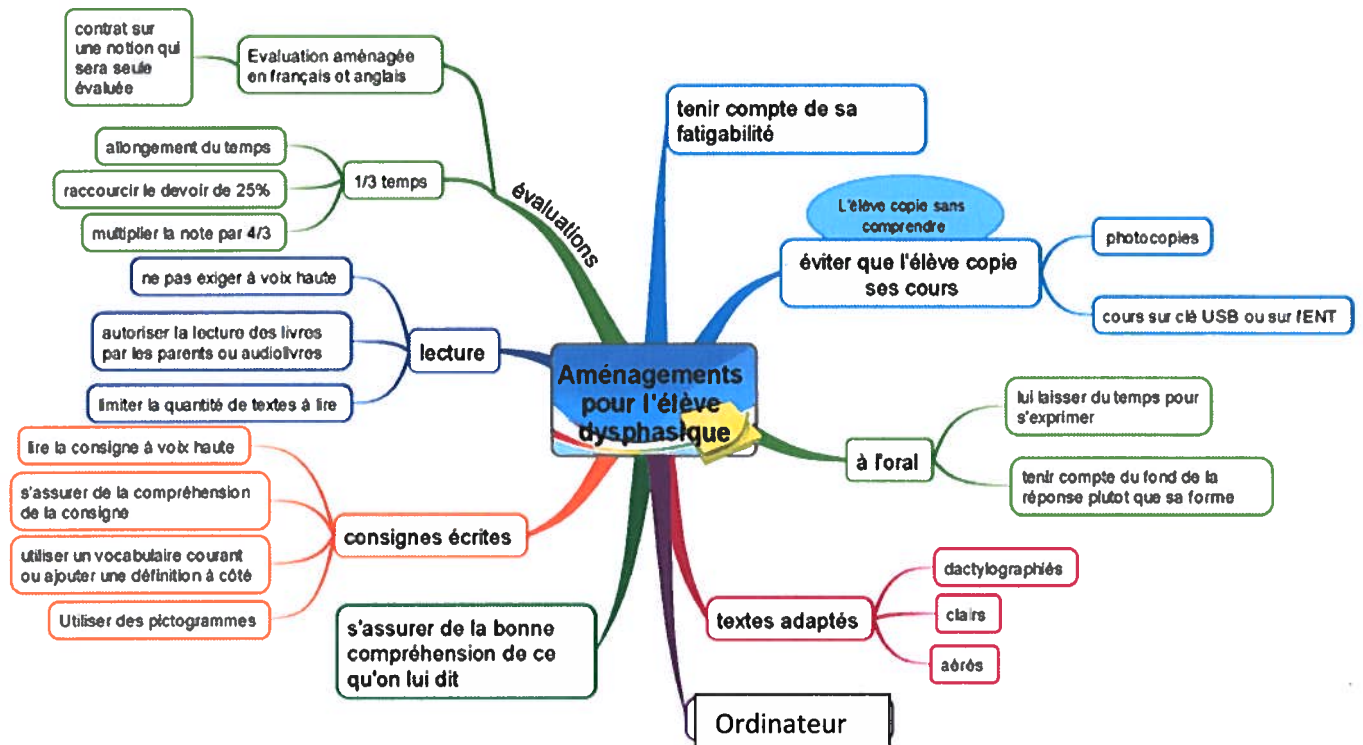 Aménagements
pour l'élève
dysphasique
tenir compte de sa
fatigabilité
L'élève copie sans
comprendre
éviter que l'élève copie
ses cours
photocopies
cours sur clé USB ou sur l'ENT
à l'oral
lui laisser du temps pour
s'exprimer
tenir compte du fond de la
réponse plutot que sa forme
textes adaptés
dactylographiés
clairs
aérés
Ordinateur
s'assurer de la bonne
compréhension de ce
qu'on lui dit
consignes écrites
lire la consigne à voix haute
s'assurer de la compréhension
de la consigne
utiliser un vocabulaire courant
ou ajouter une définition à côté
Utiliser des pictogrammes
lecture
ne pas exiger à voix haute
autoriser la lecture des livres
par les parents ou audiolivres
limiter la quantité de textes à lire
évaluations
Evaluation aménagée
en français et anglais
contrat sur
une notion qui
sera seule
évaluée
1/3 temps
allongement du temps
raccourcir le devoir de 25%
multiplier la note par 4/3